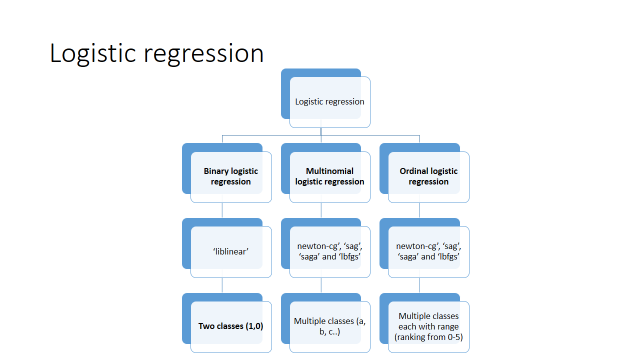 Logistic regression
Logistic regression
Binary logistic
regression
Multinomial
logistic regression
Ordinal logistic
regression
'liblinear'
newton-cg', 'sag',
'saga' and 'lbfgs'
newton-cg', 'sag',
'saga' and 'lbfgs'
Two classes (1,0)
Multiple classes (a,
b, c..)
Multiple classes
each with range
(ranking from 0-5)